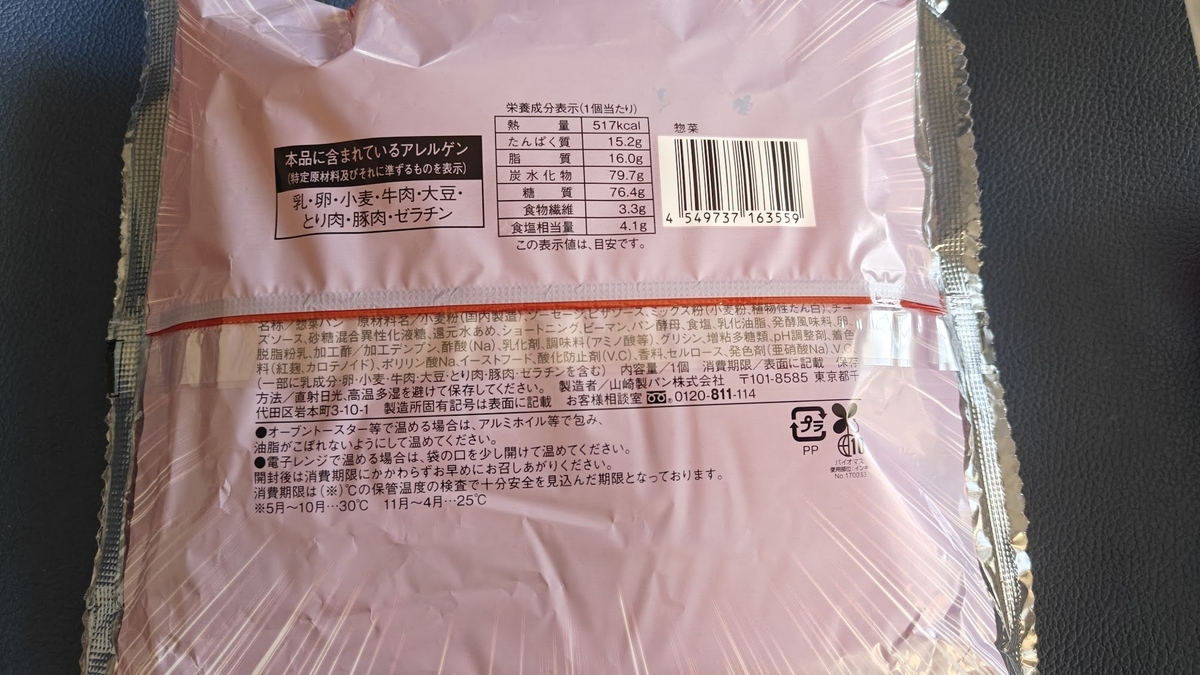 栄養成分表示(1個当たり)
熱量 517kcal
たんぱく質 15.2g
脂質 16.0g
炭水化物 79.7g
糖質 76.4g
食物繊維 3.3g
食塩相当量 4.1g
この表示値は、目安です。
本品に含まれているアレルゲン
(特定原材料及びそれに準ずるものを表示)
乳・卵・小麦・牛肉・大豆・
とり肉・豚肉・ゼラチン
惣菜
4 549737 163559
名称/惣菜パン 原材料名/小麦粉(国内製造)、ソーセージ、ピザソース、ミックス粉(小麦粉、植物性たん白)、チー
ズソース、砂糖混合異性化液糖、還元水あめ、ショートニング、ピーマン、パン酵母、食塩、乳化油脂、発酵風味料、卵、
脱脂粉乳、加工酢/加工デンプン、酢酸(Na)、乳化剤、調味料(アミノ酸等)、グリシン、増粘多糖類、pH調整剤、着色
料(紅麹、カロテノイド)、ポリリン酸Na、イーストフード、酸化防止剤(V.C)、香料、セルロース、発色剤(亜硝酸Na)、V.C
(一部に乳成分・卵・小麦・牛肉・大豆・とり肉・豚肉・ゼラチンを含む) 内容量/1個 消費期限/表面に記載 保存
方法/直射日光、高温多湿を避けて保存してください。 製造者/山崎製パン株式会社 〒101-8585 東京都千
代田区岩本町3-10-1 製造所固有記号は表面に記載 お客様相談室 0120-811-114
●オーブントースター等で温める場合は、アルミホイル等で包み、
油脂がこぼれないようにして温めてください。
●電子レンジで温める場合は、袋の口を少し開けて温めてください。
開封後は消費期限にかかわらずお早めにお召しあがりください。
消費期限は(※)℃の保管温度の検査で十分安全を見込んだ期限となっております。
※5月〜10月…30℃ 11月〜4月…25℃
プラ
PP
バイオマス
使用部位:インキ
No.170033